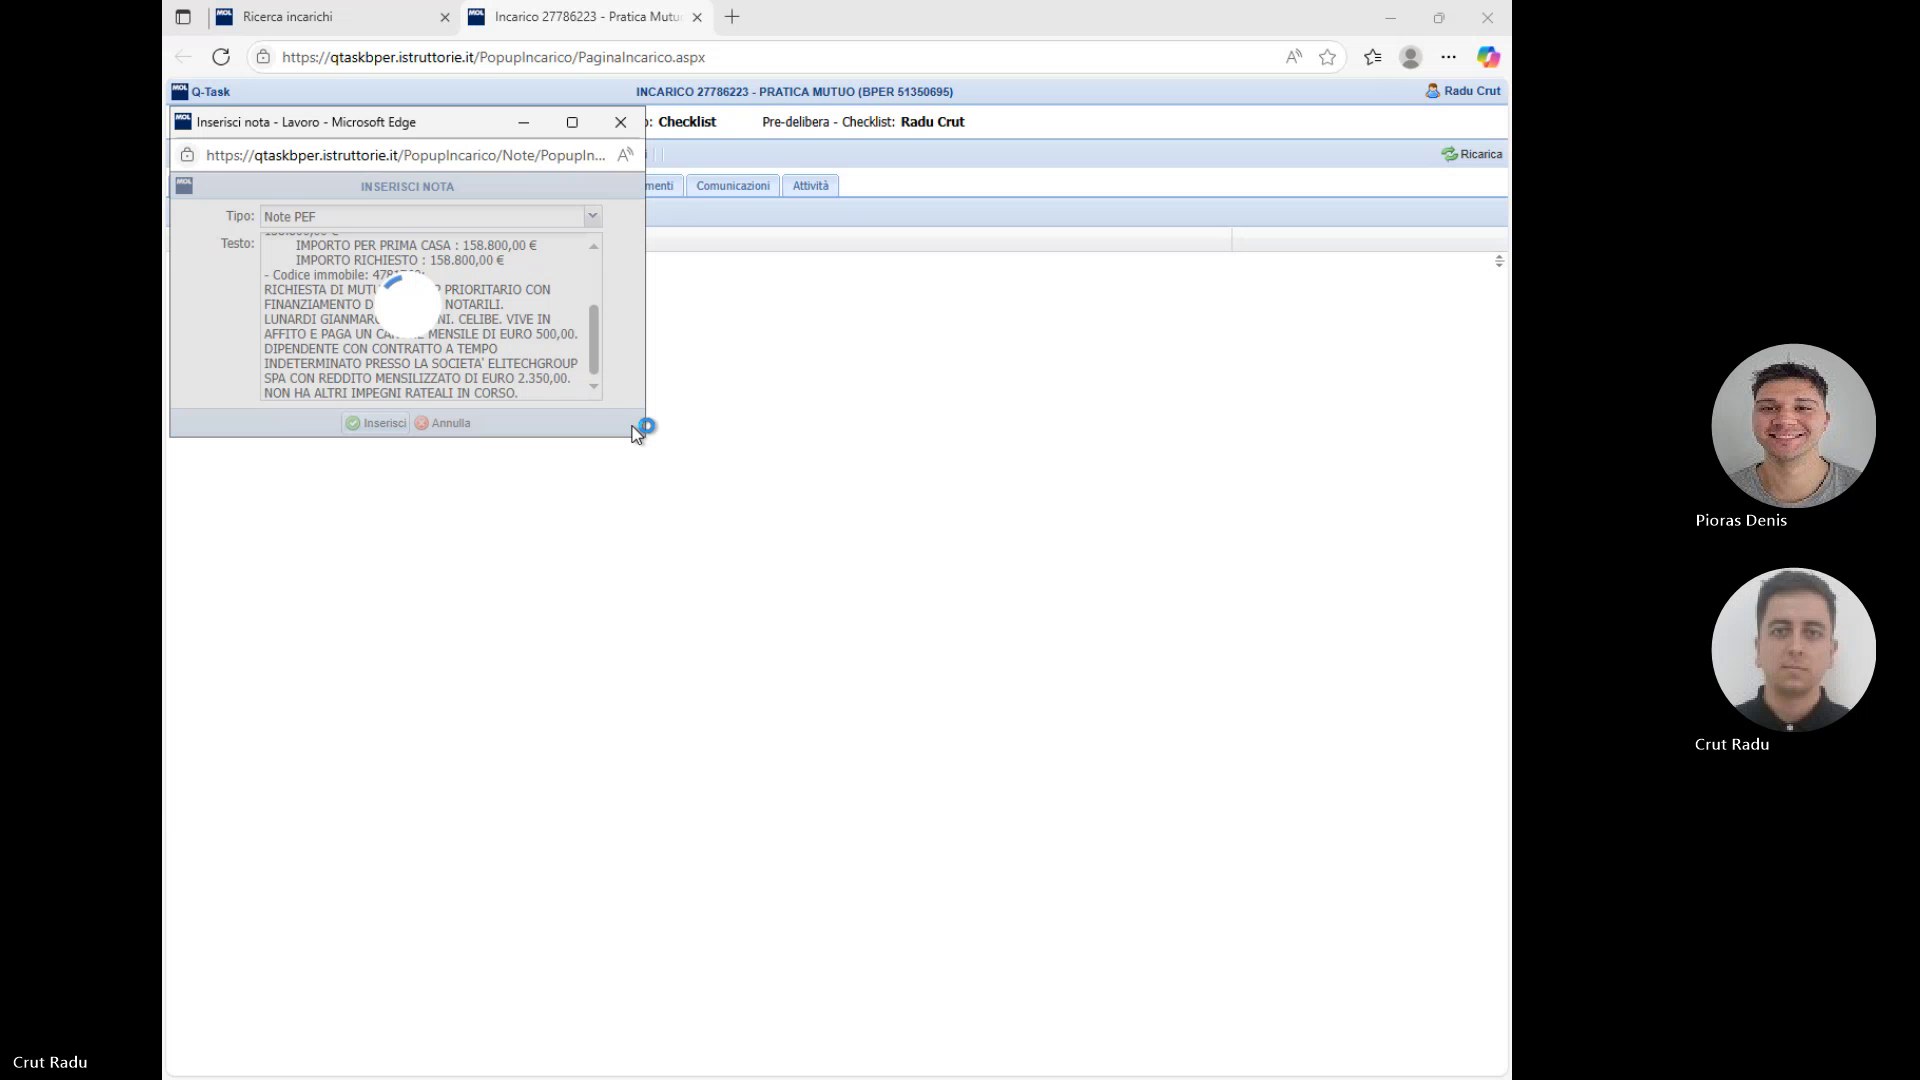 Ricerca incarichi
Incarico 27786223 - Pratica Mutu
https://qtaskbper.istruttorie.it/PopupIncarico/PaginaIncarico.aspx
MOL Q-Task
INCARICO 27786223 - PRATICA MUTUO (BPER 51350695)
Radu Crut
Inserisci nota - Lavoro - Microsoft Edge
Checklist
Pre-delibera - Checklist: Radu Crut
https://qtaskbper.istruttorie.it/PopupIncarico/Note/PopupIn...
Ricarica
INSERISCI NOTA
menti
Comunicazioni
Attività
Tipo: Note PEF
Testo:
IMPORTO PER PRIMA CASA : 158.800,00 €
IMPORTO RICHIESTO : 158.800,00 €
- Codice immobile:
RICHIESTA DI PRIORITARIO CON
FINANZIAMENTO NOTARILI.
LUNARDI CELIBE. VIVE IN
AFFITO E PAGA UN MENSILE DI EURO 500,00.
DIPENDENTE CON CONTRATTO A TEMPO
INDETERMINATO PRESSO LA SOCIETA' ELITECHGROUP
SPA CON REDDITO MENSILIZZATO DI EURO 2.350,00.
NON HA ALTRI IMPEGNI RATEALI IN CORSO.
Inserisci
Annulla
Pioras Denis
Crut Radu
Crut Radu